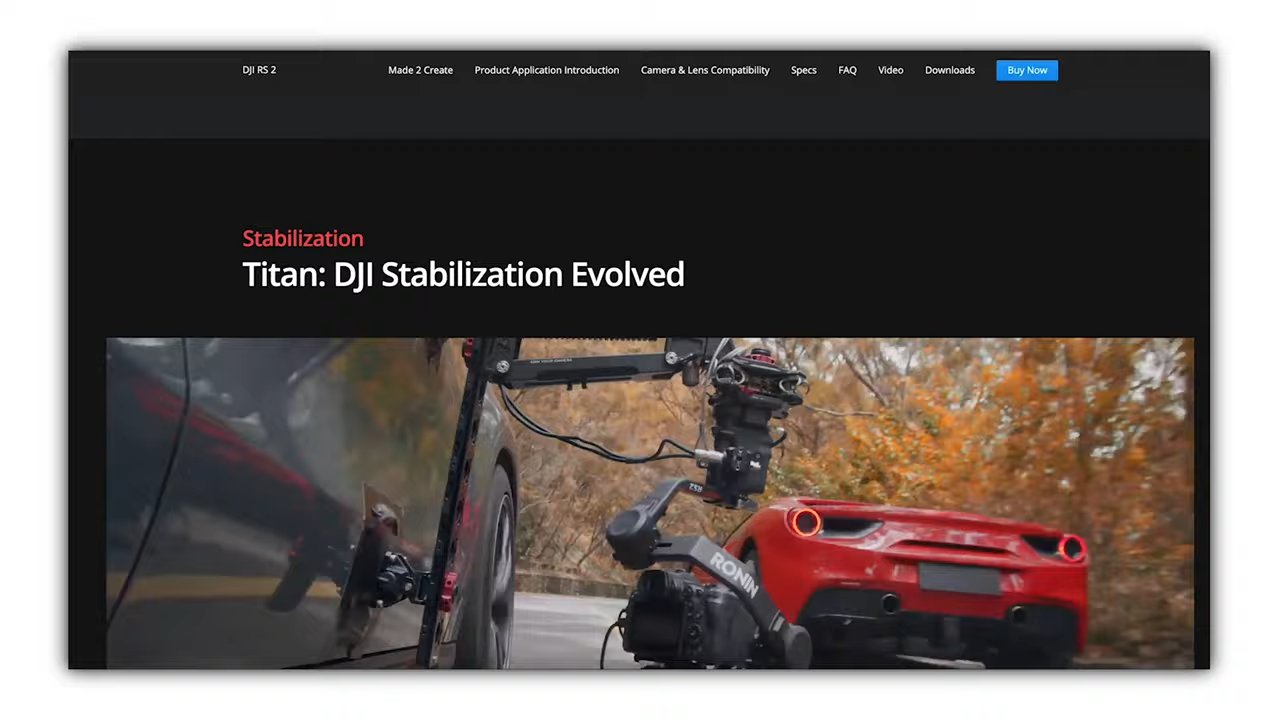 DJI RS 2
Made 2 Create
Product Application Introduction
Camera & Lens Compatibility
Specs
FAQ
Video
Downloads
Buy Now
Stabilization
Titan: DJI Stabilization Evolved
RS2
RONIN